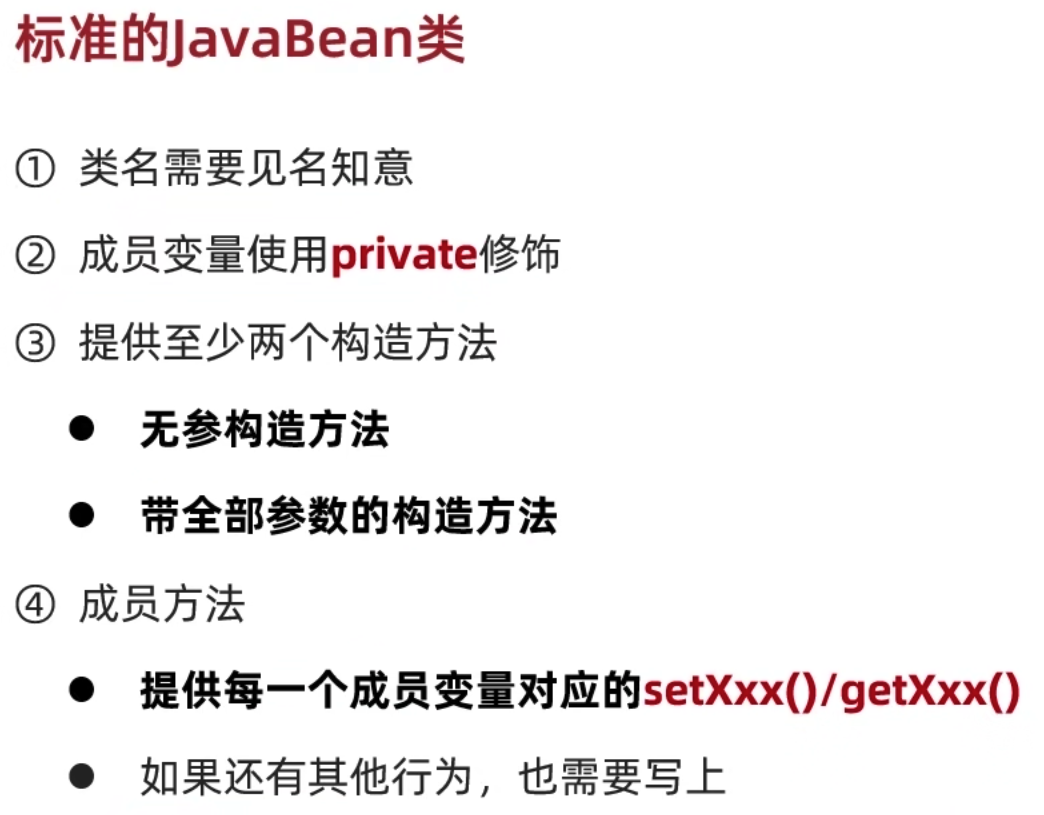 标准的JavaBean类
① 类名需要见名知意
② 成员变量使用private修饰
③ 提供至少两个构造方法
● 无参构造方法
● 带全部参数的构造方法
④ 成员方法
● 提供每一个成员变量对应的setXxx()/getXxx()
● 如果还有其他行为，也需要写上